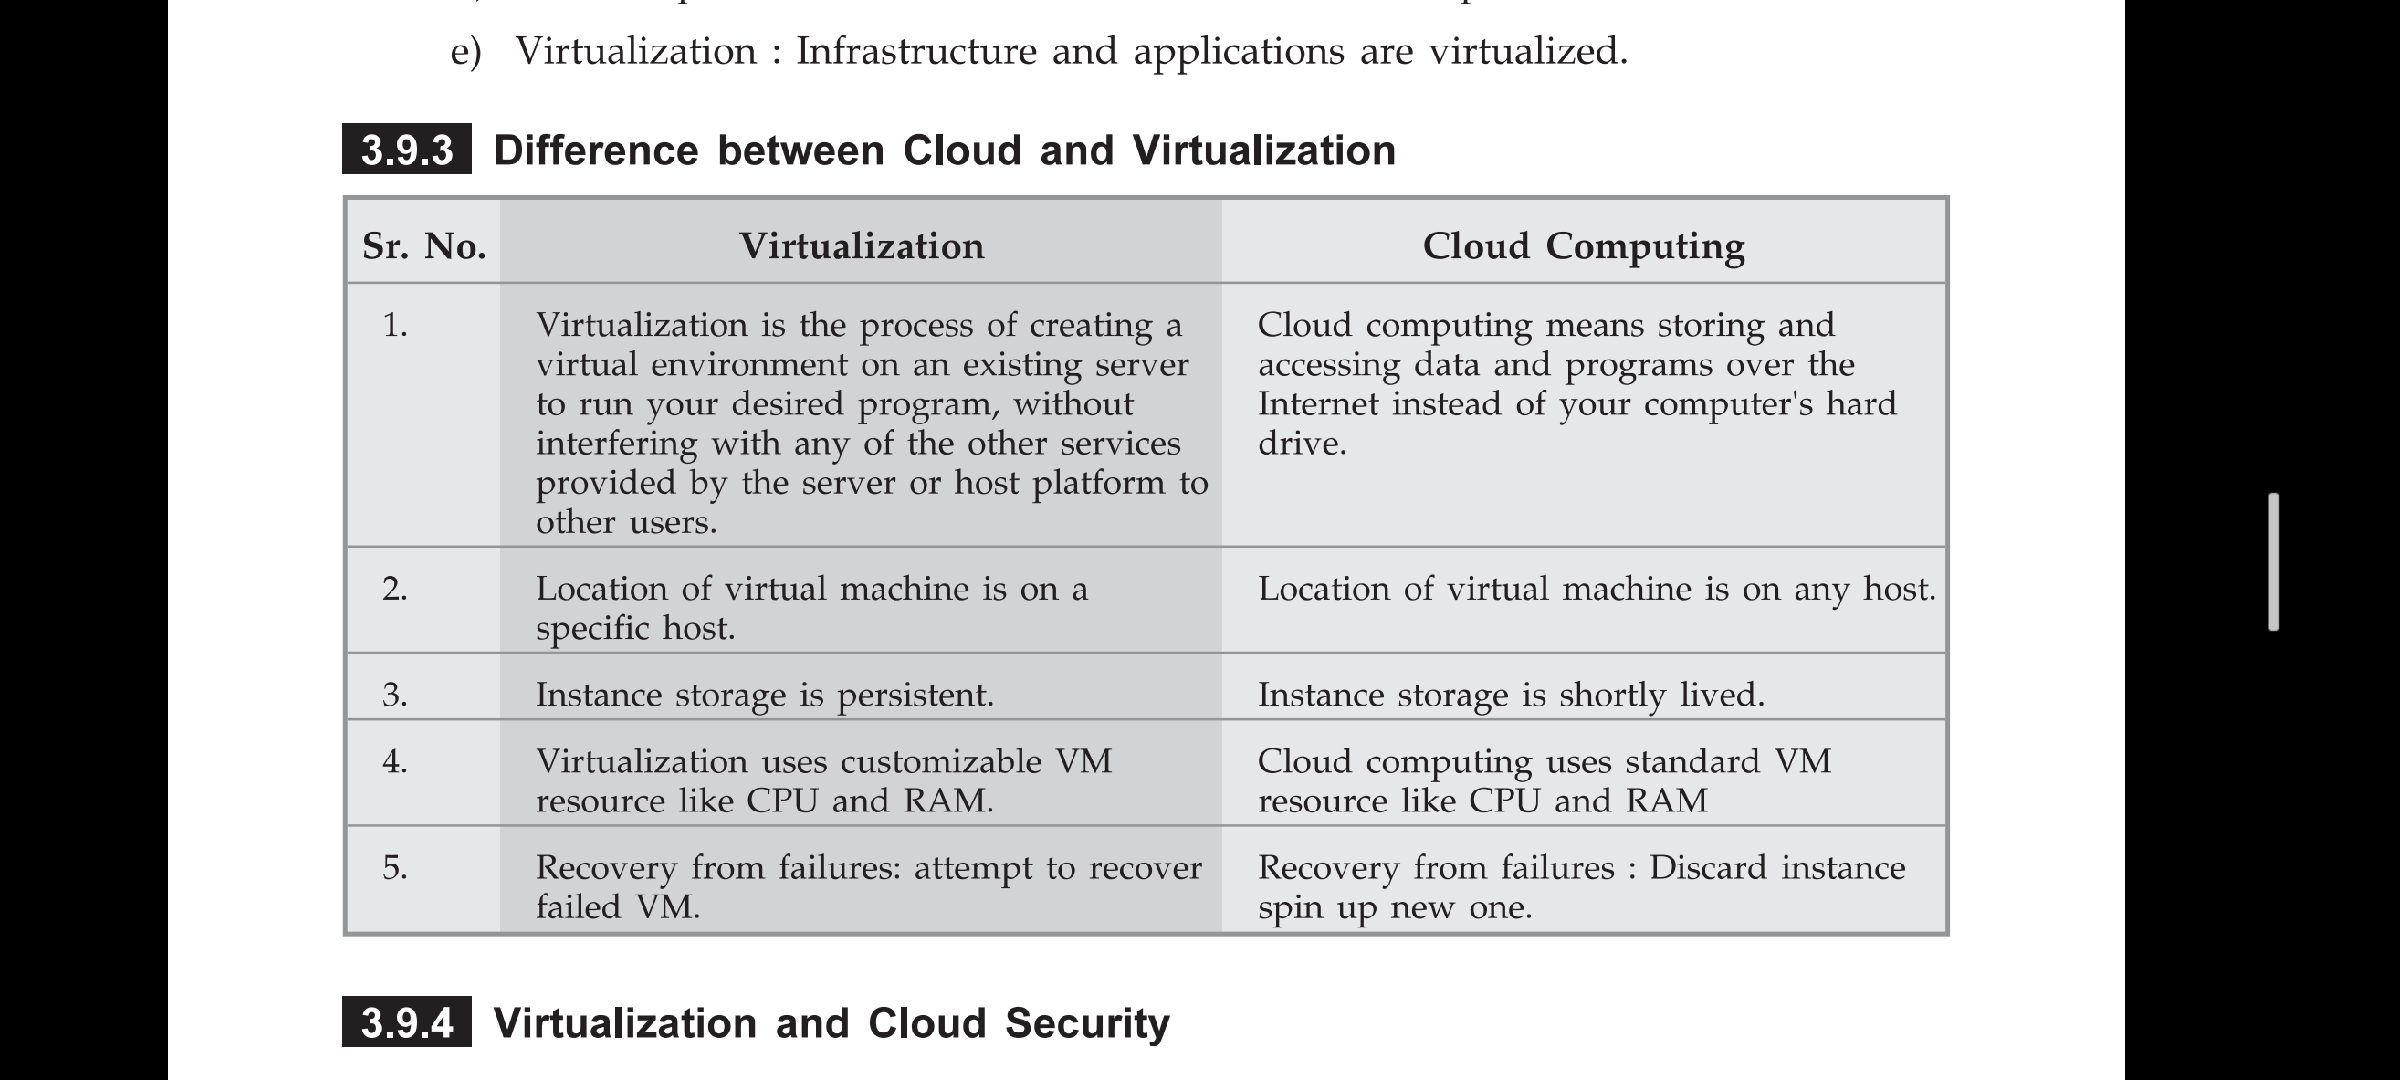 e) Virtualization : Infrastructure and applications are virtualized.
3.9.3 Difference between Cloud and Virtualization
Sr. No. Virtualization Cloud Computing
1. Virtualization is the process of creating a
virtual environment on an existing server
to run your desired program, without
interfering with any of the other services
provided by the server or host platform to
other users.
Cloud computing means storing and
accessing data and programs over the
Internet instead of your computer's hard
drive.
2. Location of virtual machine is on a
specific host.
Location of virtual machine is on any host.
3. Instance storage is persistent.
Instance storage is shortly lived.
4. Virtualization uses customizable VM
resource like CPU and RAM.
Cloud computing uses standard VM
resource like CPU and RAM
5. Recovery from failures: attempt to recover
failed VM.
Recovery from failures : Discard instance
spin up new one.
3.9.4 Virtualization and Cloud Security